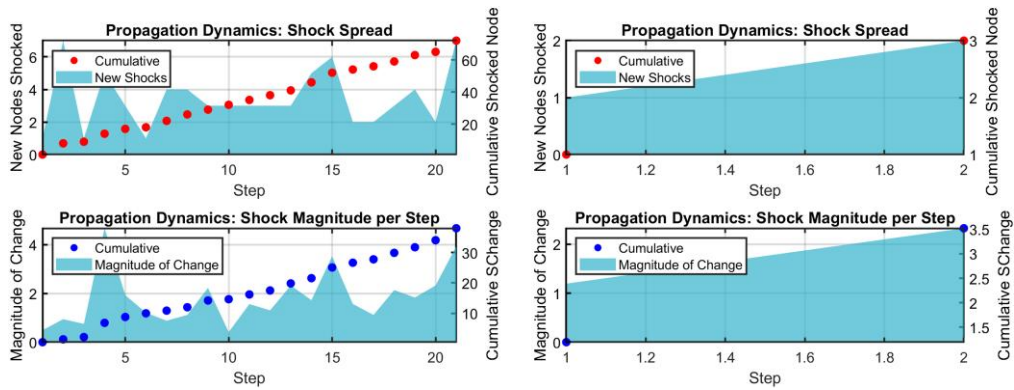 Propagation Dynamics: Shock Spread
New Nodes Shocked
6
4
2
0
Cumulative
New Shocks
60
40
20
Cumulative Shocked Node
5
10
15
20
Step
Propagation Dynamics: Shock Spread
New Nodes Shocked
2
1
0
Cumulative
New Shocks
3
2
1
Cumulative Shocked Node
1
1.2
1.4
1.6
1.8
2
Step
Propagation Dynamics: Shock Magnitude per Step
Magnitude of Change
4
2
0
Cumulative
Magnitude of Change
30
20
10
Cumulative SChange
5
10
15
20
Step
Propagation Dynamics: Shock Magnitude per Step
Magnitude of Change
2
1
0
Cumulative
Magnitude of Change
3.5
3
2.5
2
1.5
Cumulative SChange
1
1.2
1.4
1.6
1.8
2
Step